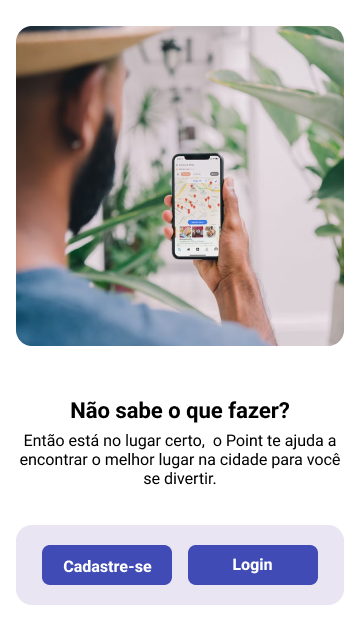 Não sabe o que fazer?
Então está no lugar certo,  o Point te ajuda a
encontrar o melhor lugar na cidade para você
se divertir.
Cadastre-se
Login